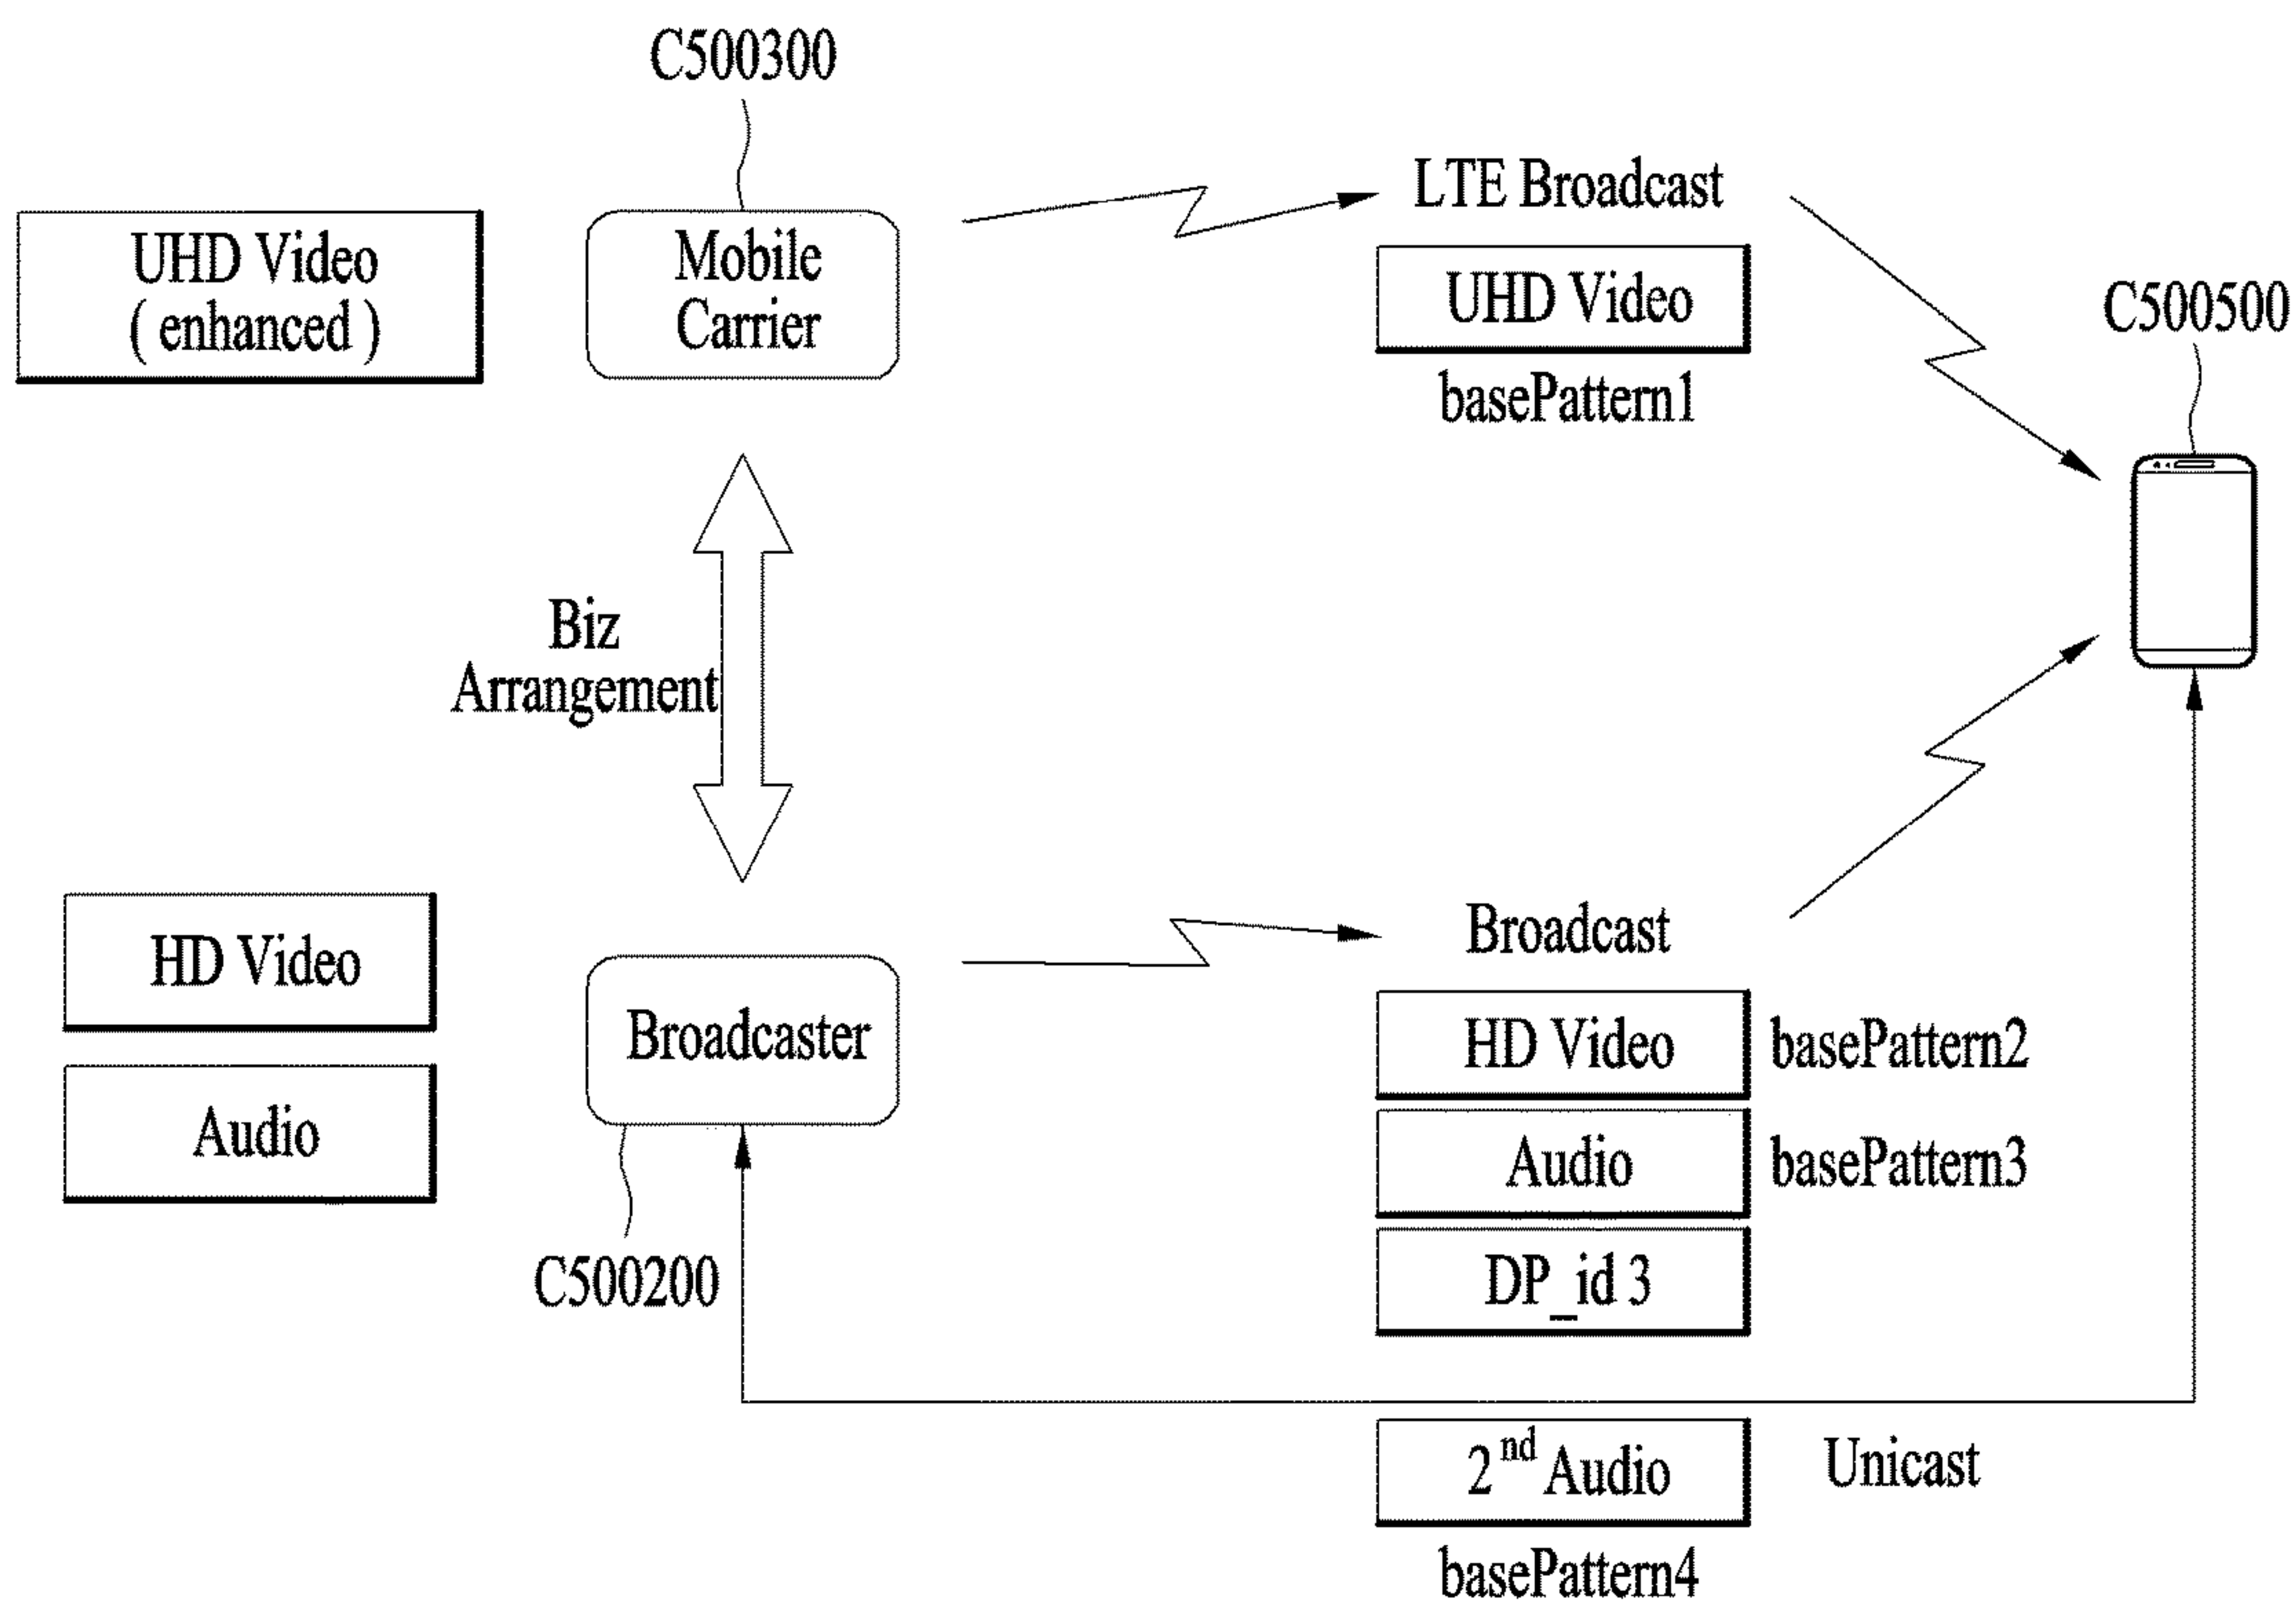 C500300
LTE Broadcast
UHD Video
( enhanced )
Mobile
Carrier
UHD Video
basePattern1
C500500
Biz
Arrangement
HD Video
Audio
Broadcaster
C500200
Broadcast
HD Video basePattern2
Audio basePattern3
DP_id 3
2nd Audio Unicast
basePattern4